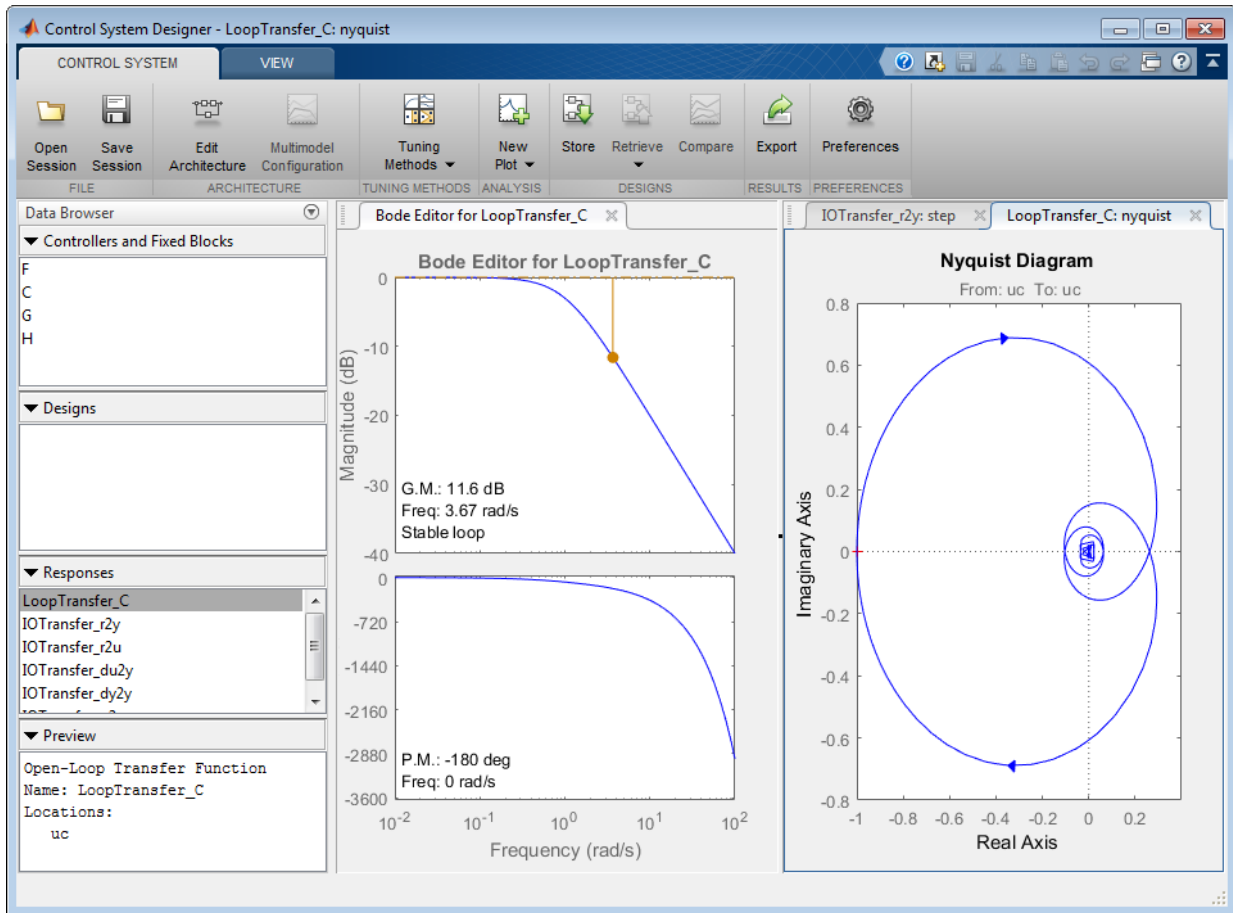 Control System Designer - LoopTransfer_C: nyquist
CONTROL SYSTEM
VIEW
Open Session
Save Session
Edit Architecture
Multimodel Configuration
Tuning Methods
New Plot
Store
Retrieve
Compare
Export
Preferences
FILE
ARCHITECTURE
TUNING METHODS
ANALYSIS
DESIGNS
RESULTS
PREFERENCES
Data Browser
Controllers and Fixed Blocks
F
C
G
H
Designs
Responses
LoopTransfer_C
IOTransfer_r2y
IOTransfer_r2u
IOTransfer_du2y
IOTransfer_dy2y
Preview
Open-Loop Transfer Function
Name: LoopTransfer_C
Locations:
uc
Bode Editor for LoopTransfer_C
Bode Editor for LoopTransfer_C
Magnitude (dB)
0
-10
-20
-30
-40
G.M.: 11.6 dB
Freq: 3.67 rad/s
Stable loop
0
-720
-1440
-2160
-2880
-3600
P.M.: -180 deg
Freq: 0 rad/s
10^-2
10^-1
10^0
10^1
10^2
Frequency (rad/s)
IOTransfer_r2y: step
LoopTransfer_C: nyquist
Nyquist Diagram
From: uc To: uc
Imaginary Axis
0.8
0.6
0.4
0.2
0
-0.2
-0.4
-0.6
-0.8
-1
-0.8
-0.6
-0.4
-0.2
0
0.2
Real Axis